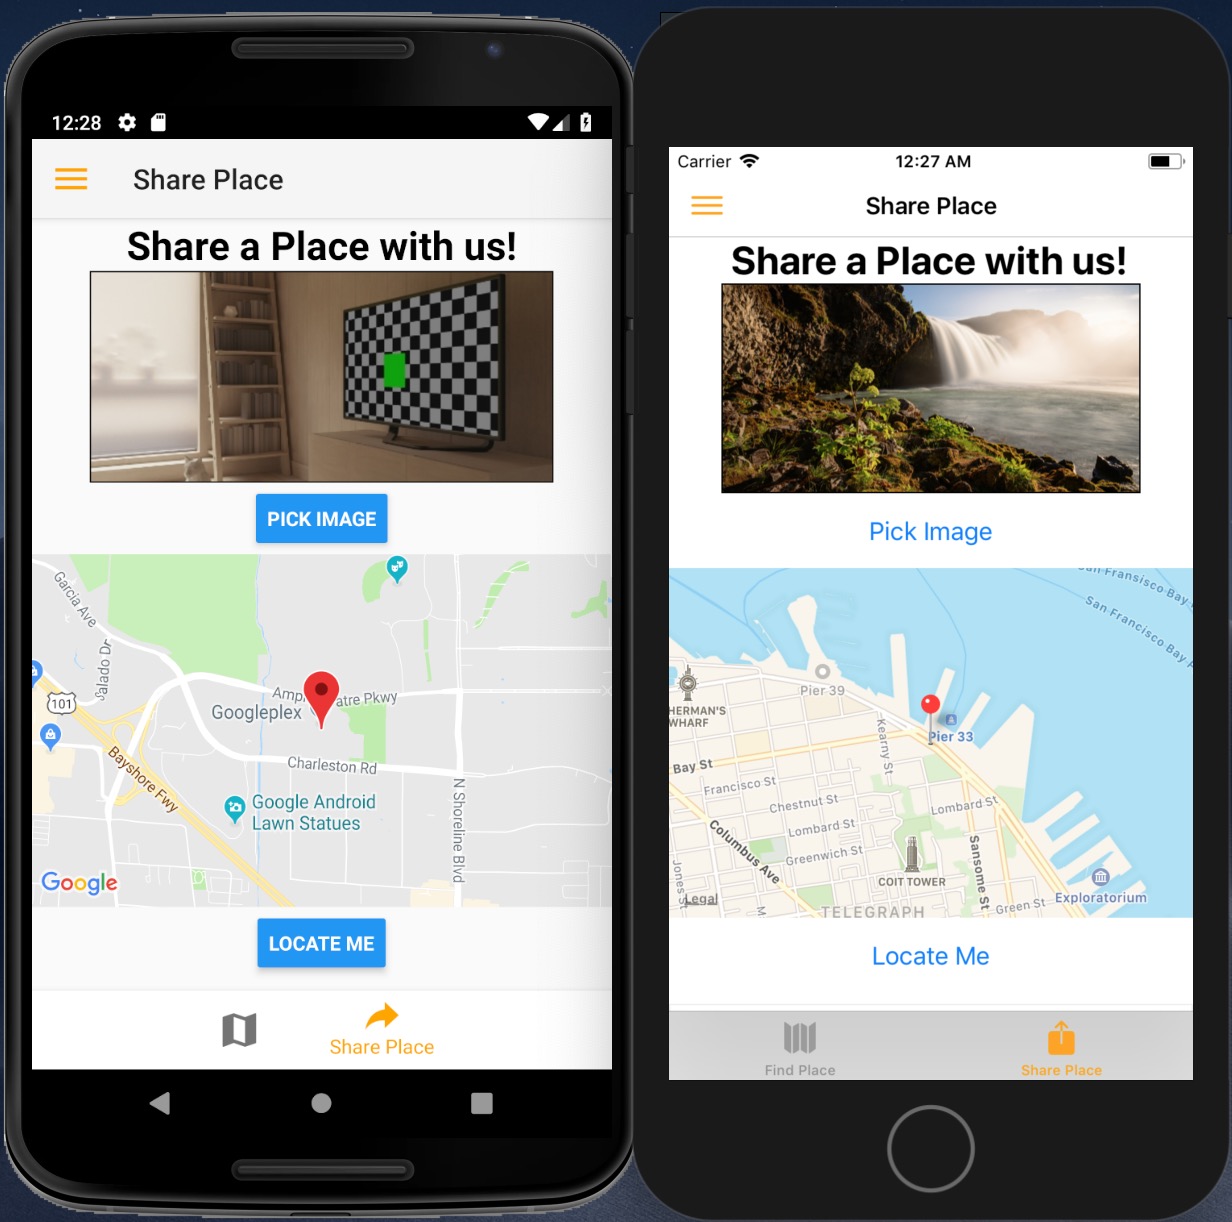 12:28
Share Place
Share a Place with us!
PICK IMAGE
Garcia Ave
Salado Dr
101
Googleplex
Charleston Rd
Bayshore Fwy
Google Android
Lawn Statues
N Shoreline Blvd
Google
LOCATE ME
Share Place
Carrier
12:27 AM
Share Place
Share a Place with us!
Pick Image
San Fransisco Bay
San Francisco Bay F
Pier 39
HERMAN'S
WHARF
Pier 33
Kearny St
Bay St
Francisco St
Chestnut St
Lombard St
Lombard St
Greenwich St
Columbus Ave
COIT TOWER
Sansome St
Jones St
Legal
M
TELEGRAPH
Green St
Exploratorium
Locate Me
Find Place
Share Place